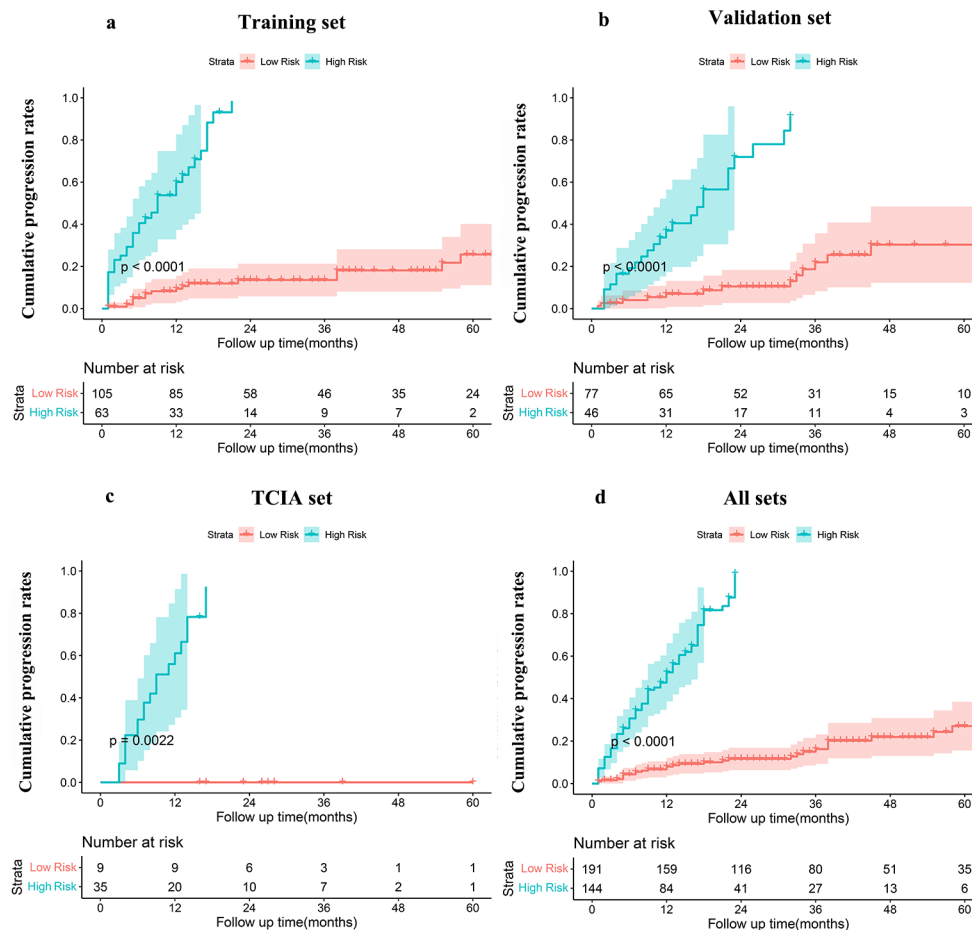 a Training set
Strata Low Risk High Risk
Cumulative progression rates
1.0
0.8
0.6
0.4
0.2
0.0
p < 0.0001
0 12 24 36 48 60
Follow up time(months)
Number at risk
Strata
Low Risk 105 85 58 46 35 24
High Risk 63 33 14 9 7 2
0 12 24 36 48 60
Follow up time(months)
b Validation set
Strata Low Risk High Risk
Cumulative progression rates
1.0
0.8
0.6
0.4
0.2
0.0
p < 0.0001
0 12 24 36 48 60
Follow up time(months)
Number at risk
Strata
Low Risk 77 65 52 31 15 10
High Risk 46 31 17 11 4 3
0 12 24 36 48 60
Follow up time(months)
c TCIA set
Strata Low Risk High Risk
Cumulative progression rates
1.0
0.8
0.6
0.4
0.2
0.0
p = 0.0022
0 12 24 36 48 60
Follow up time(months)
Number at risk
Strata
Low Risk 9 9 6 3 1 1
High Risk 35 20 10 7 2 1
0 12 24 36 48 60
Follow up time(months)
d All sets
Strata Low Risk High Risk
Cumulative progression rates
1.0
0.8
0.6
0.4
0.2
0.0
p < 0.0001
0 12 24 36 48 60
Follow up time(months)
Number at risk
Strata
Low Risk 191 159 116 80 51 35
High Risk 144 84 41 27 13 6
0 12 24 36 48 60
Follow up time(months)